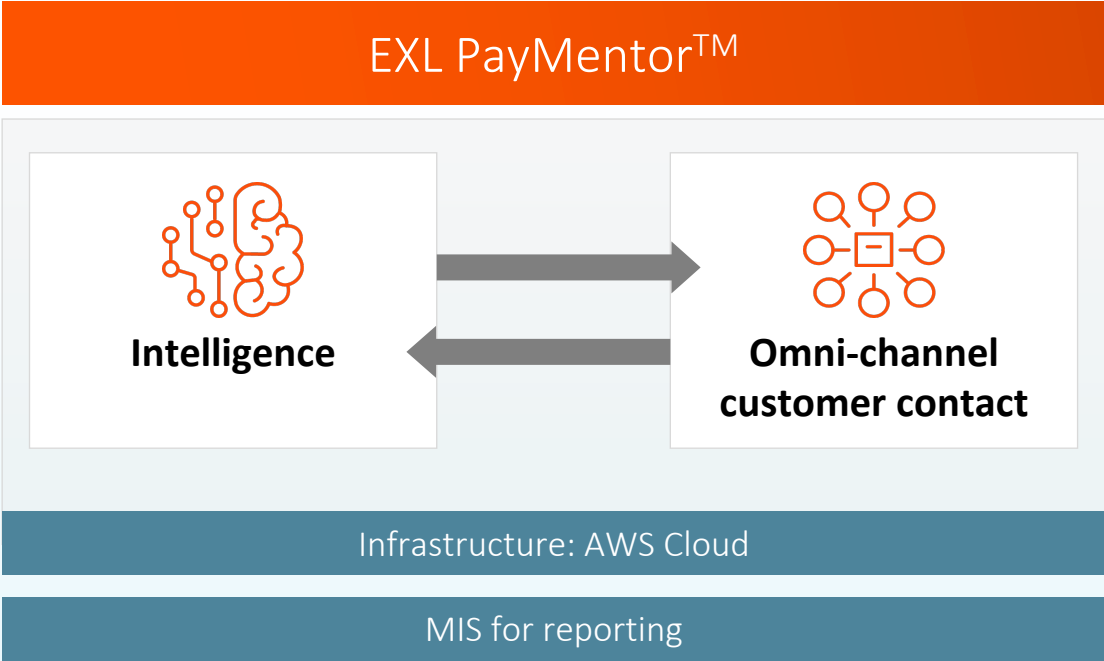 EXL PayMentor™
Intelligence
Omni-channel
customer contact
Infrastructure: AWS Cloud
MIS for reporting